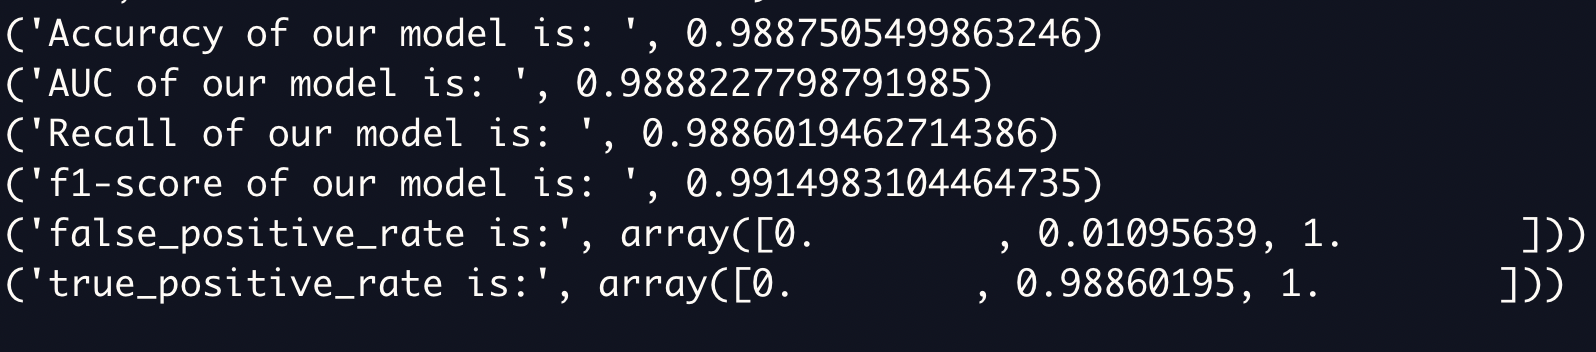 ('Accuracy of our model is: ', 0.9887505499863246)
('AUC of our model is: ', 0.9888227798791985)
('Recall of our model is: ', 0.9886019462714386)
('f1-score of our model is: ', 0.9914983104464735)
('false_positive_rate is:', array([0.        , 0.01095639, 1.        ]))
('true_positive_rate is:', array([0.        , 0.98860195, 1.        ]))